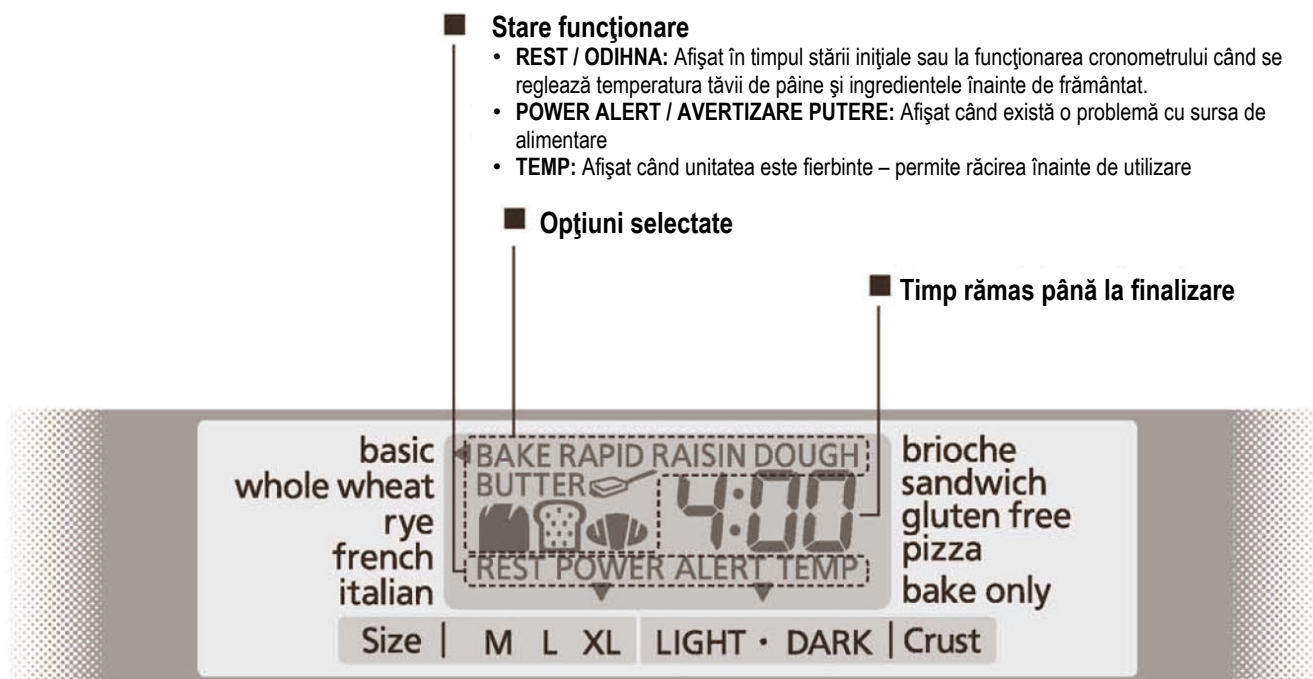 ■ Stare funcţionare
• REST / ODIHNA: Afişat în timpul stării iniţiale sau la funcţionarea cronometrului când se
reglează temperatura tăvii de pâine şi ingredientele înainte de frământat.
• POWER ALERT / AVERTIZARE PUTERE: Afişat când există o problemă cu sursa de
alimentare
• TEMP: Afişat când unitatea este fierbinte – permite răcirea înainte de utilizare
■ Opţiuni selectate
■ Timp rămas până la finalizare
basic
whole wheat
rye
french
italian
BAKE RAPID RAISIN DOUGH
BUTTER
4:00
REST POWER ALERT TEMP
brioche
sandwich
gluten free
pizza
bake only
Size | M L XL LIGHT · DARK | Crust